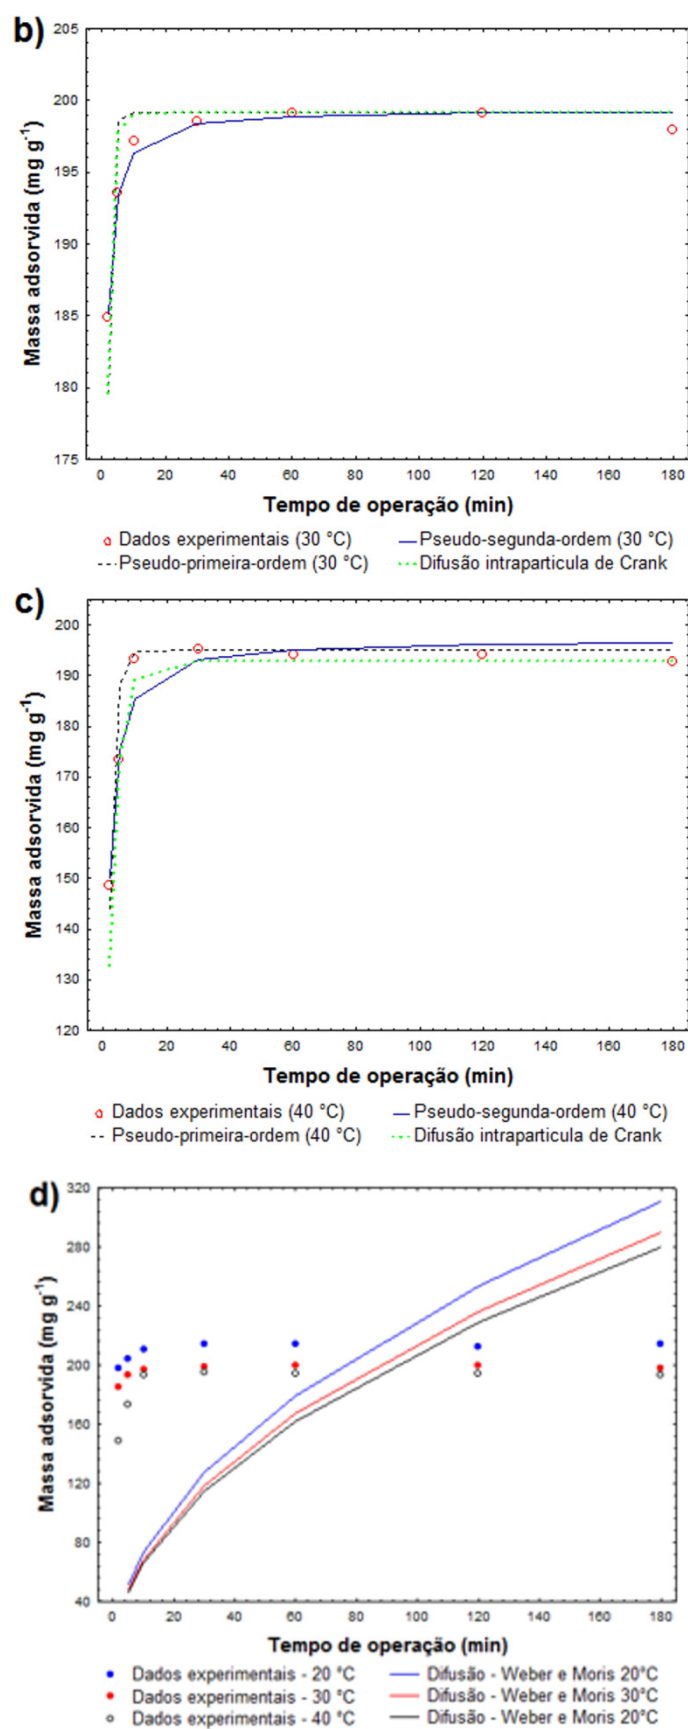 b)
205
200
195
190
185
180
175
Massa adsorvida (mg g⁻¹)
0 20 40 60 80 100 120 140 160 180
Tempo de operação (min)
Dados experimentais (30 °C) Pseudo-segunda-ordem (30 °C)
Pseudo-primeira-ordem (30 °C) Difusão intraparticula de Crank
c)
200
190
180
170
160
150
140
130
120
Massa adsorvida (mg g⁻¹)
0 20 40 60 80 100 120 140 160 180
Tempo de operação (min)
Dados experimentais (40 °C) Pseudo-segunda-ordem (40 °C)
Pseudo-primeira-ordem (40 °C) Difusão intraparticula de Crank
d)
320
280
240
200
160
120
80
40
Massa adsorvida (mg g⁻¹)
0 20 40 60 80 100 120 140 160 180
Tempo de operação (min)
Dados experimentais - 20 °C Difusão - Weber e Moris 20°C
Dados experimentais - 30 °C Difusão - Weber e Moris 30°C
Dados experimentais - 40 °C Difusão - Weber e Moris 20°C